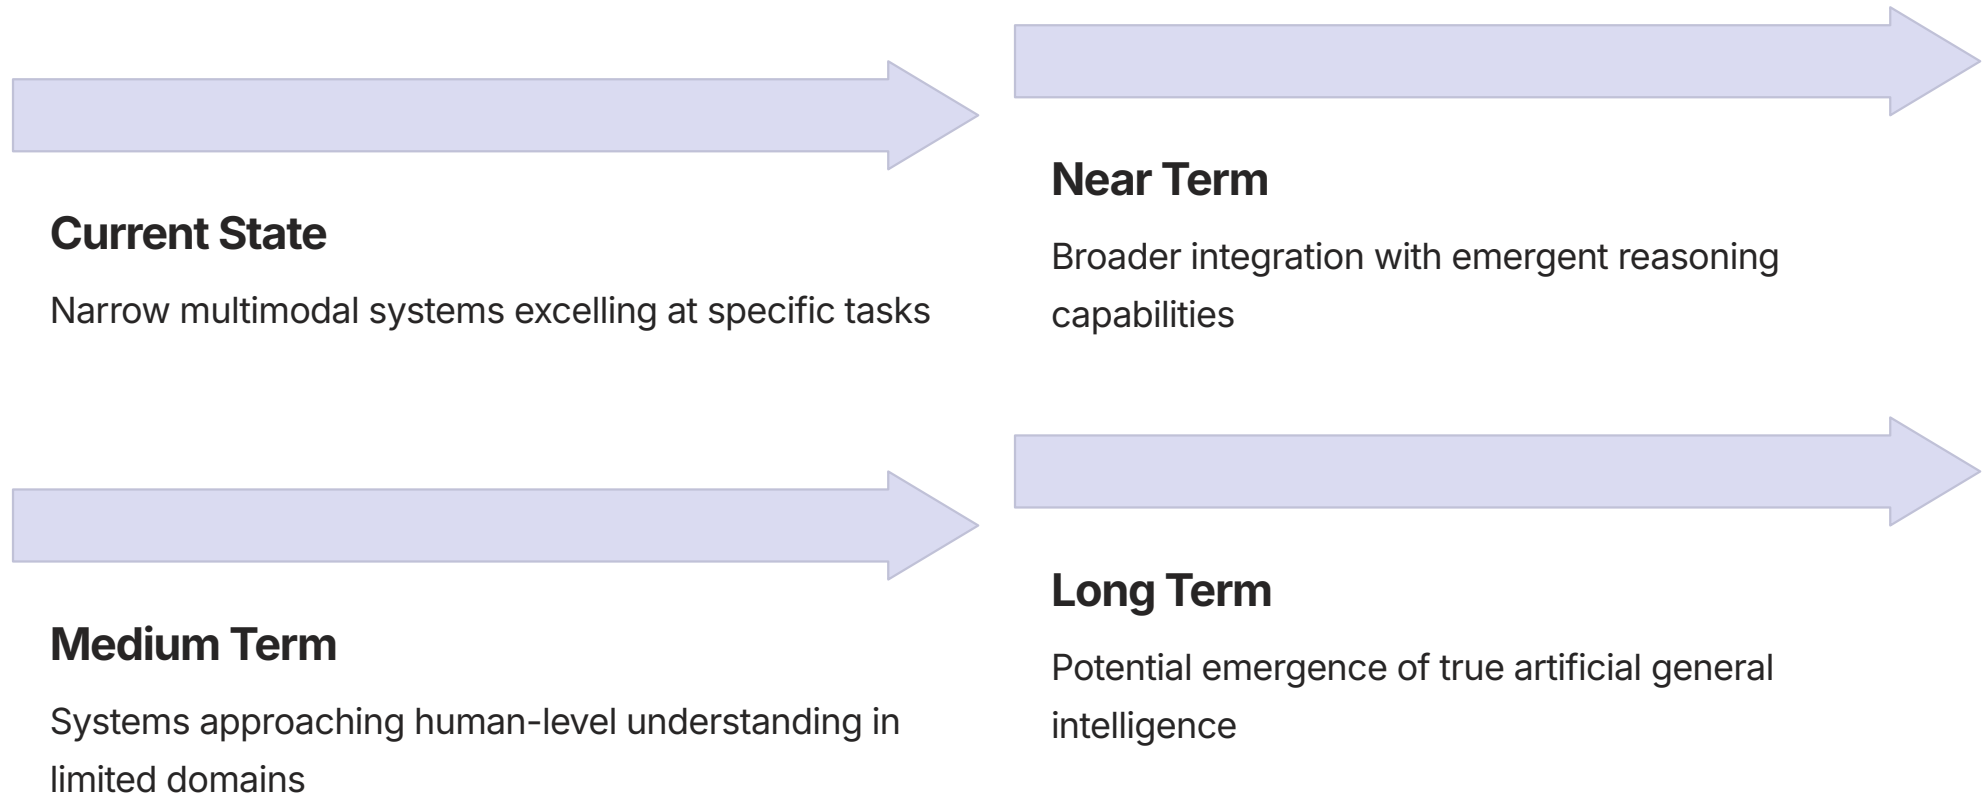 Current State
Narrow multimodal systems excelling at specific tasks
Near Term
Broader integration with emergent reasoning
capabilities
Medium Term
Systems approaching human-level understanding in
limited domains
Long Term
Potential emergence of true artificial general
intelligence